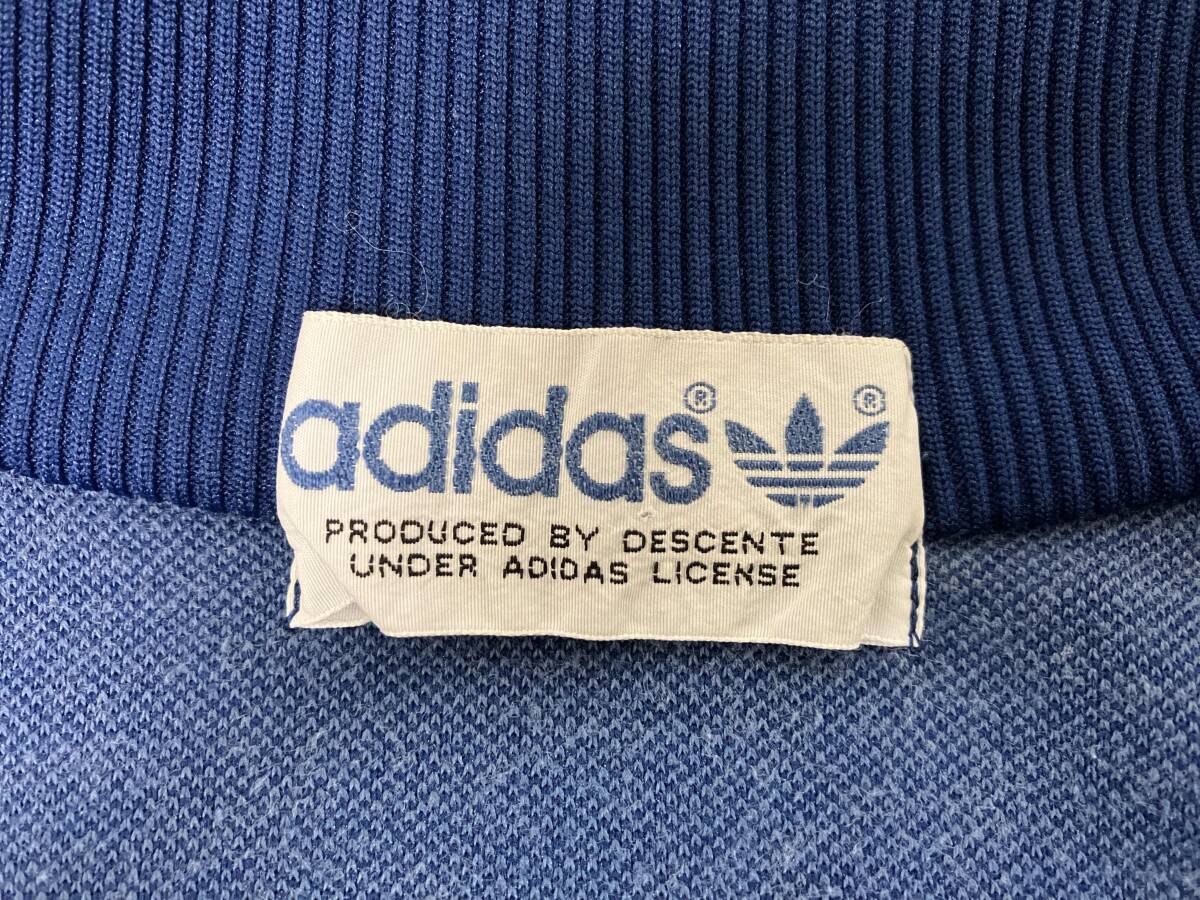 adidas® ®
PRODUCED BY DESCENTE
UNDER ADIDAS LICENSE